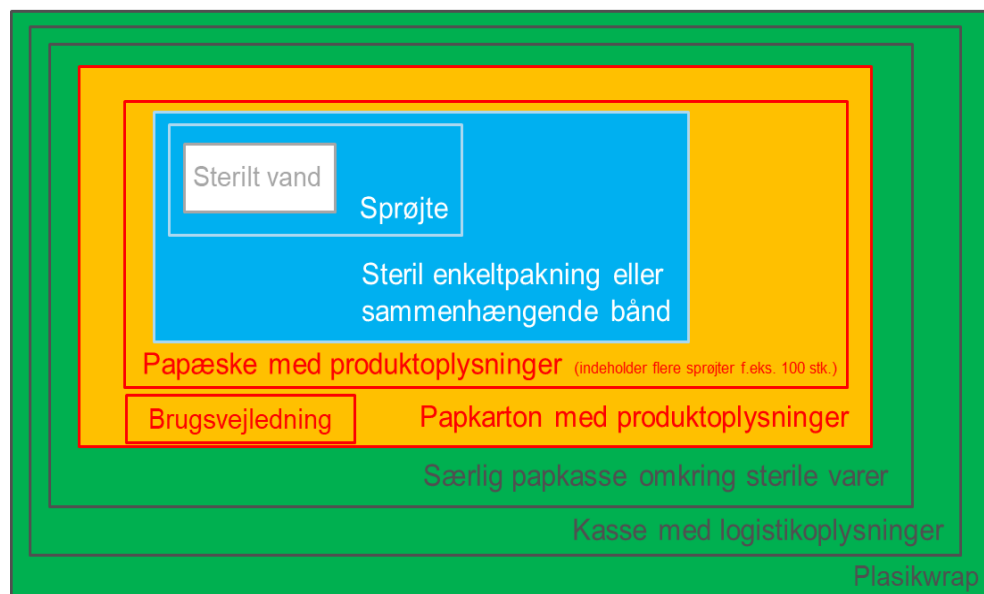 Sterilt vand
Sprøjte
Steril enkeltpakning eller
sammenhængende bånd
Papæske med produktoplysninger (indeholder flere sprøjter f.eks. 100 stk.)
Brugsvejledning
Papkarton med produktoplysninger
Særlig papkasse omkring sterile varer
Kasse med logistikoplysninger
Plasikwrap